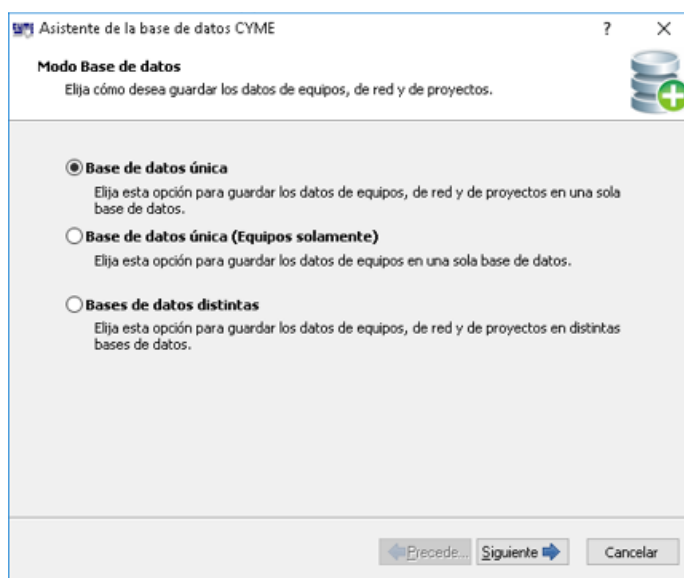 Asistente de la base de datos CYME
Modo Base de datos
Elija cómo desea guardar los datos de equipos, de red y de proyectos.
Base de datos única
Elija esta opción para guardar los datos de equipos, de red y de proyectos en una sola
base de datos.
Base de datos única (Equipos solamente)
Elija esta opción para guardar los datos de equipos en una sola base de datos.
Bases de datos distintas
Elija esta opción para guardar los datos de equipos, de red y de proyectos en distintas
bases de datos.
Precede... Siguiente Cancelar